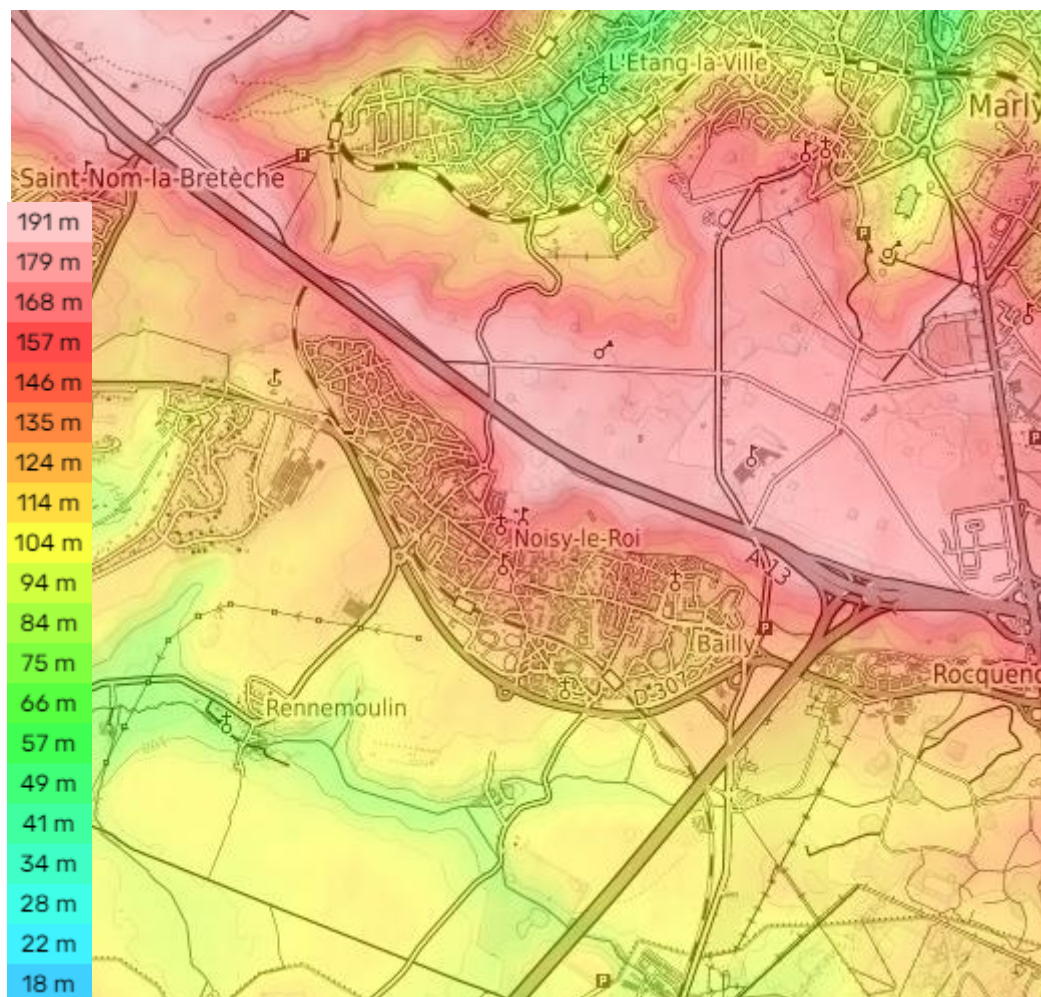 L'Etang-la-Ville
Marly
Saint-Nom-la-Bretèche
191 m
179 m
168 m
157 m
146 m
135 m
124 m
114 m
104 m
94 m
84 m
75 m
66 m
57 m
49 m
41 m
34 m
28 m
22 m
18 m
P
P
P
Noisy-le-Roi
A 13
P
Bailly
Rocquenc
D 307
Rennemoulin
P